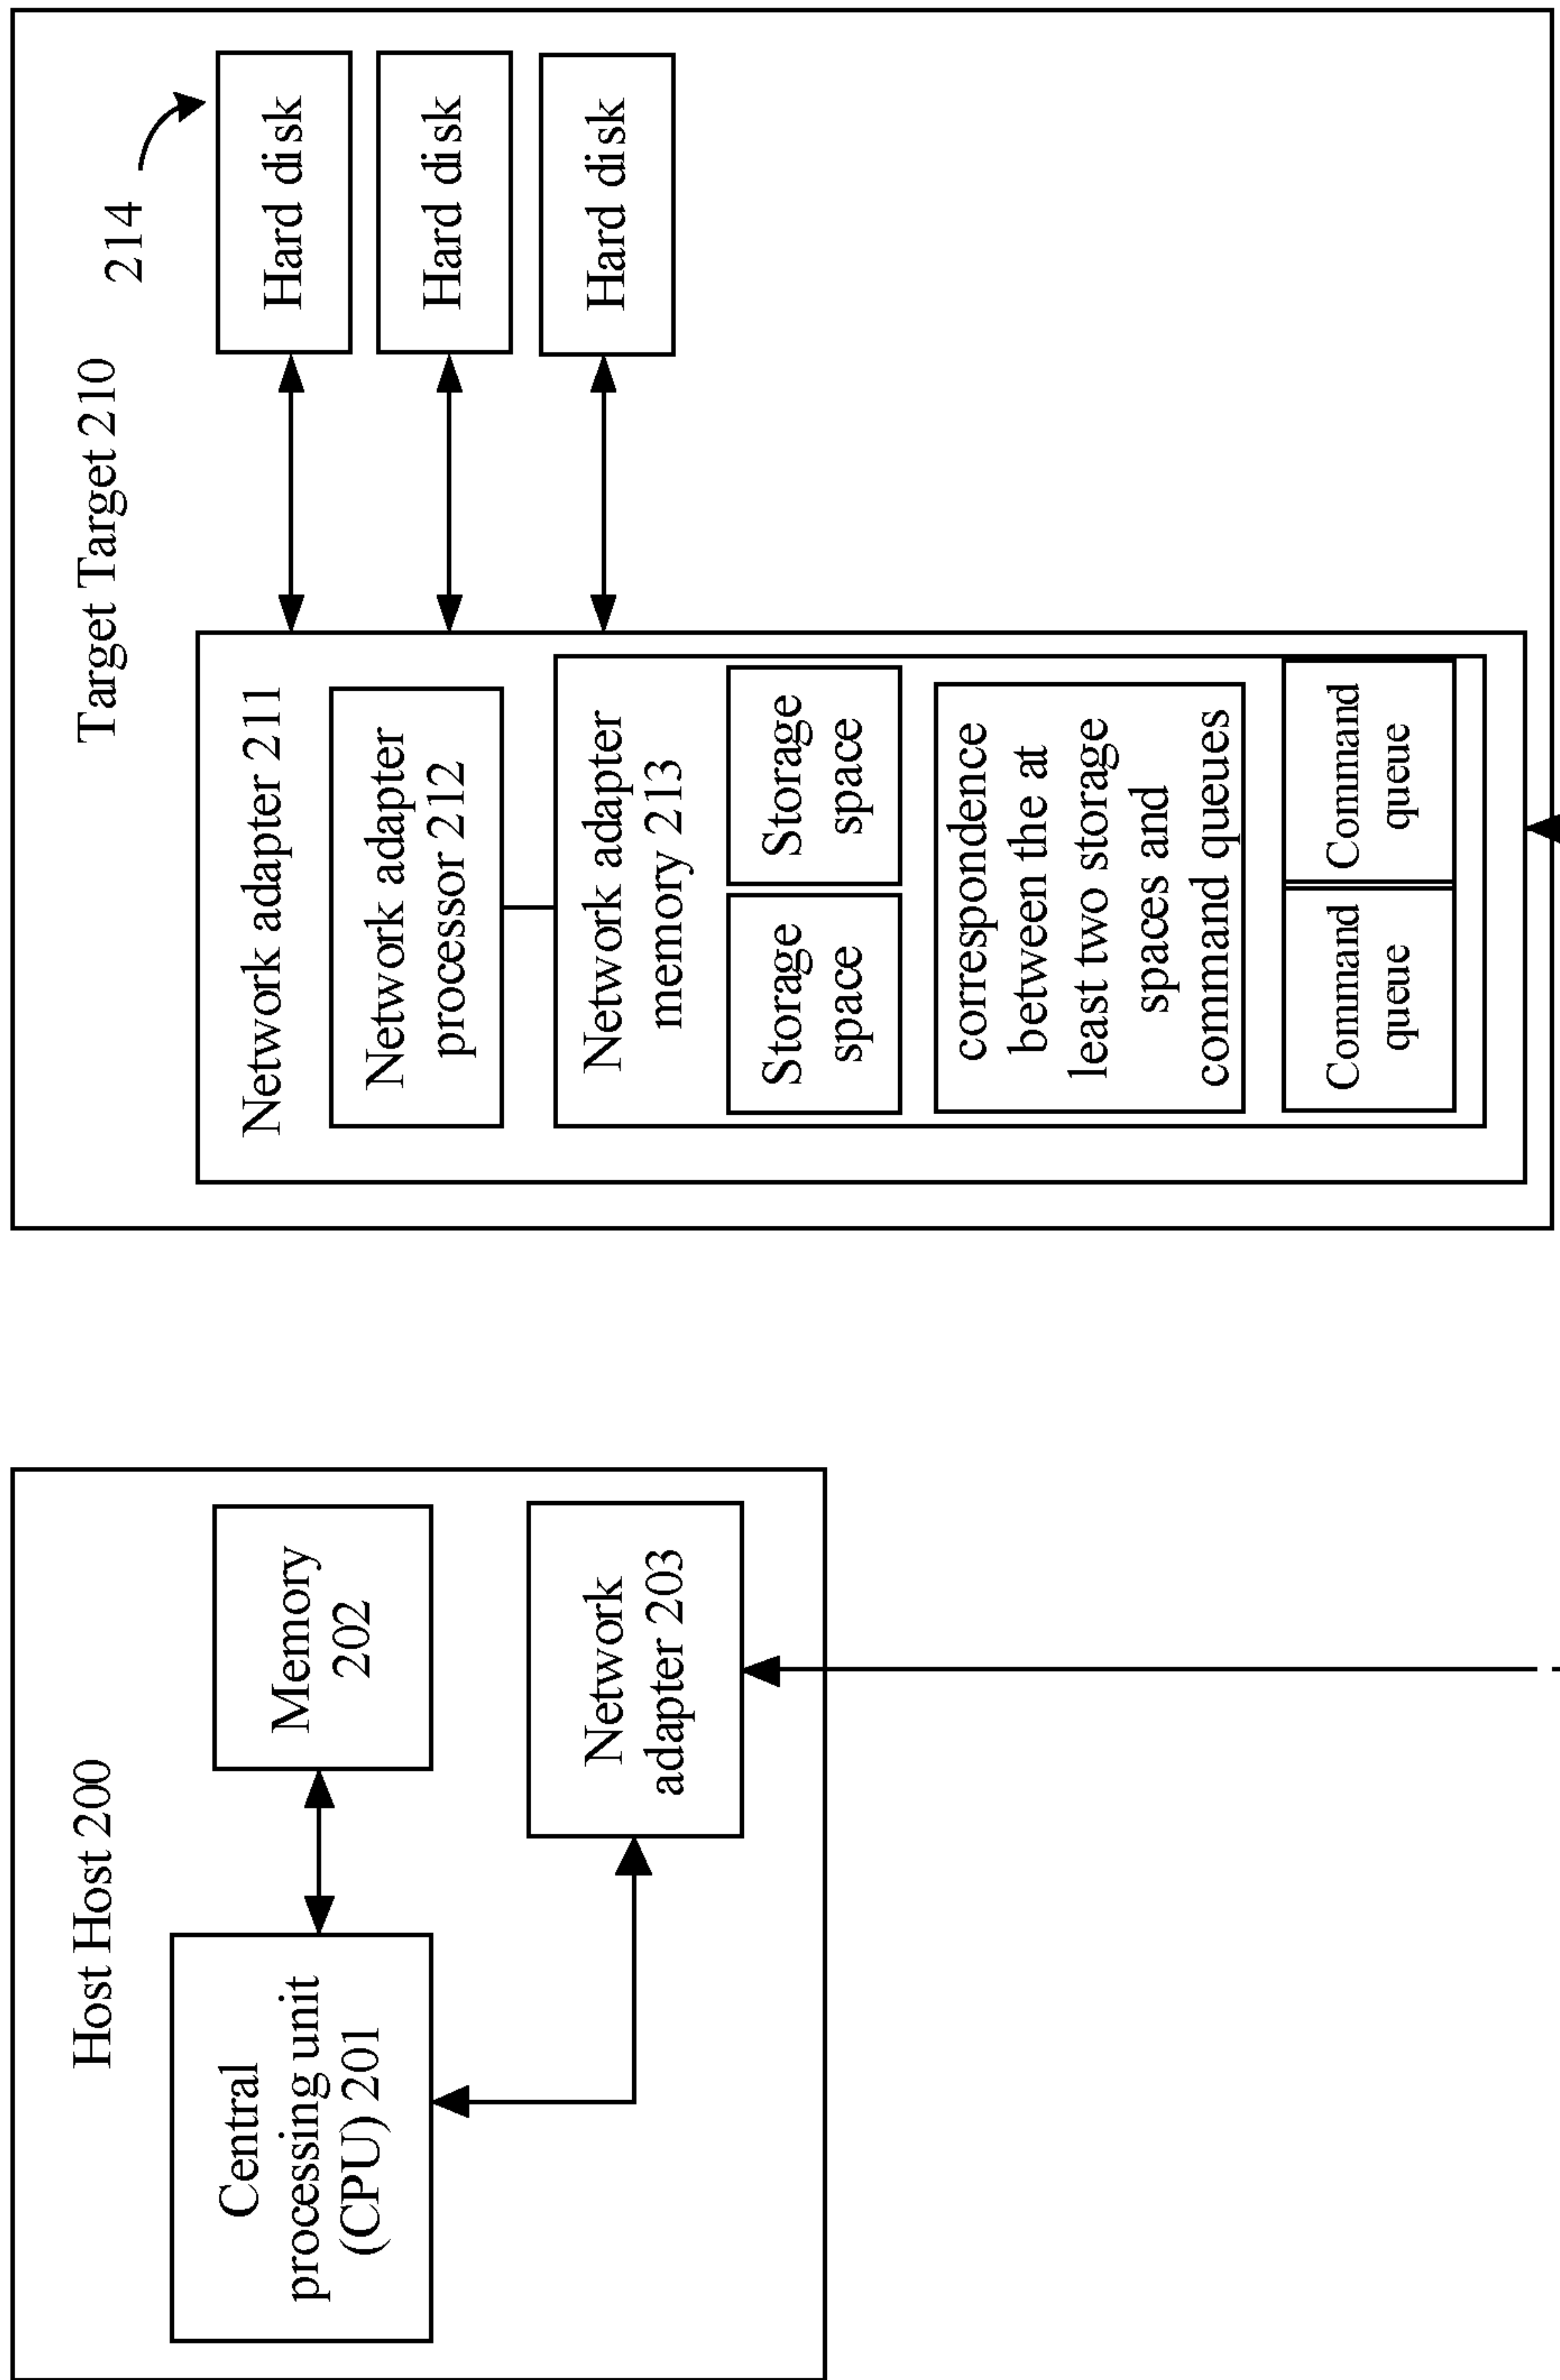 Host Host 200
Central
processing unit
(CPU) 201
Memory
202
Network
adapter 203
Target Target 210
214
Network adapter 211
Network adapter
processor 212
Network adapter
memory 213
Storage
space
Storage
space
correspondence
between the at
least two storage
spaces and
command queues
Command
queue
Command
queue
Hard disk
Hard disk
Hard disk